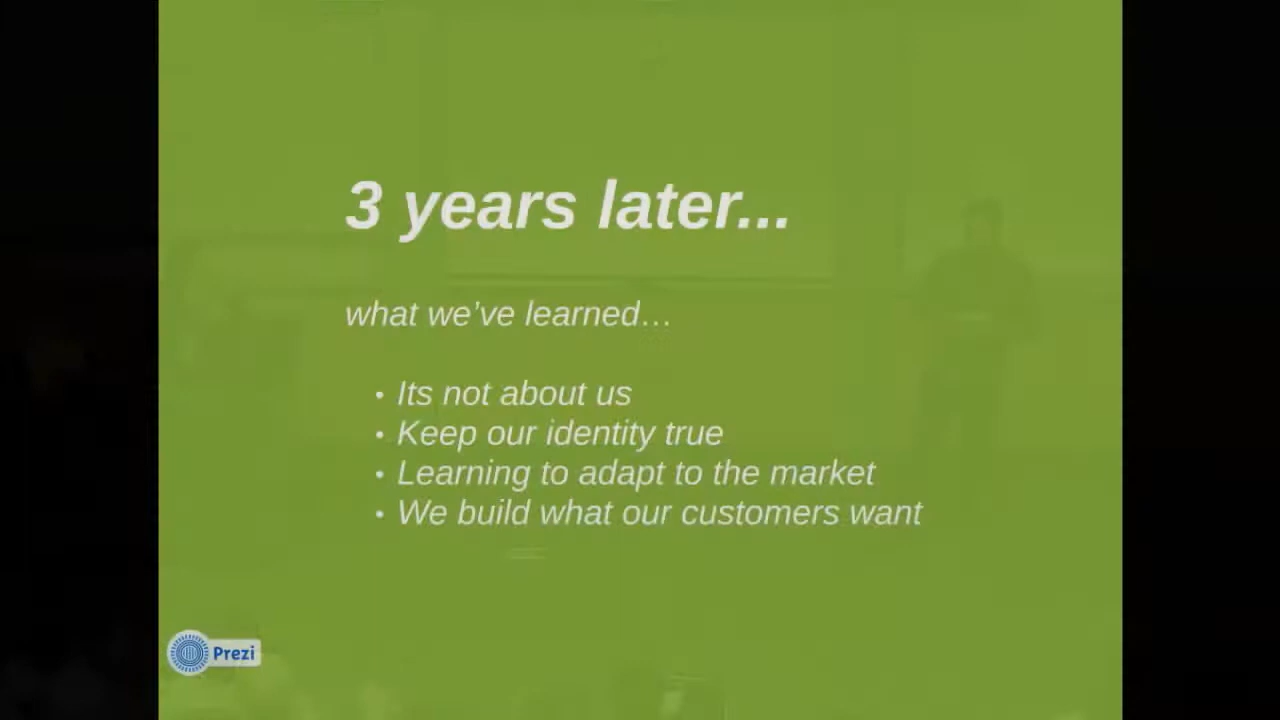 3 years later...
what we've learned...
• Its not about us
• Keep our identity true
• Learning to adapt to the market
• We build what our customers want
Prezi